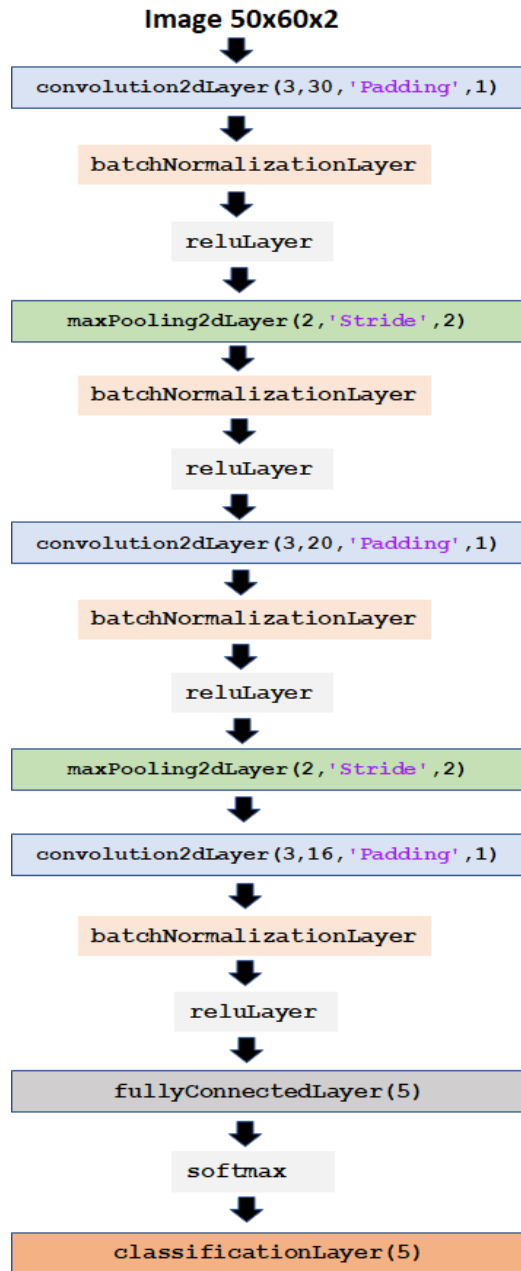 Image 50x60x2
convolution2dLayer(3,30,'Padding',1)
batchNormalizationLayer
reluLayer
maxPooling2dLayer(2,'Stride',2)
batchNormalizationLayer
reluLayer
convolution2dLayer(3,20,'Padding',1)
batchNormalizationLayer
reluLayer
maxPooling2dLayer(2,'Stride',2)
convolution2dLayer(3,16,'Padding',1)
batchNormalizationLayer
reluLayer
fullyConnectedLayer(5)
softmax
classificationLayer(5)